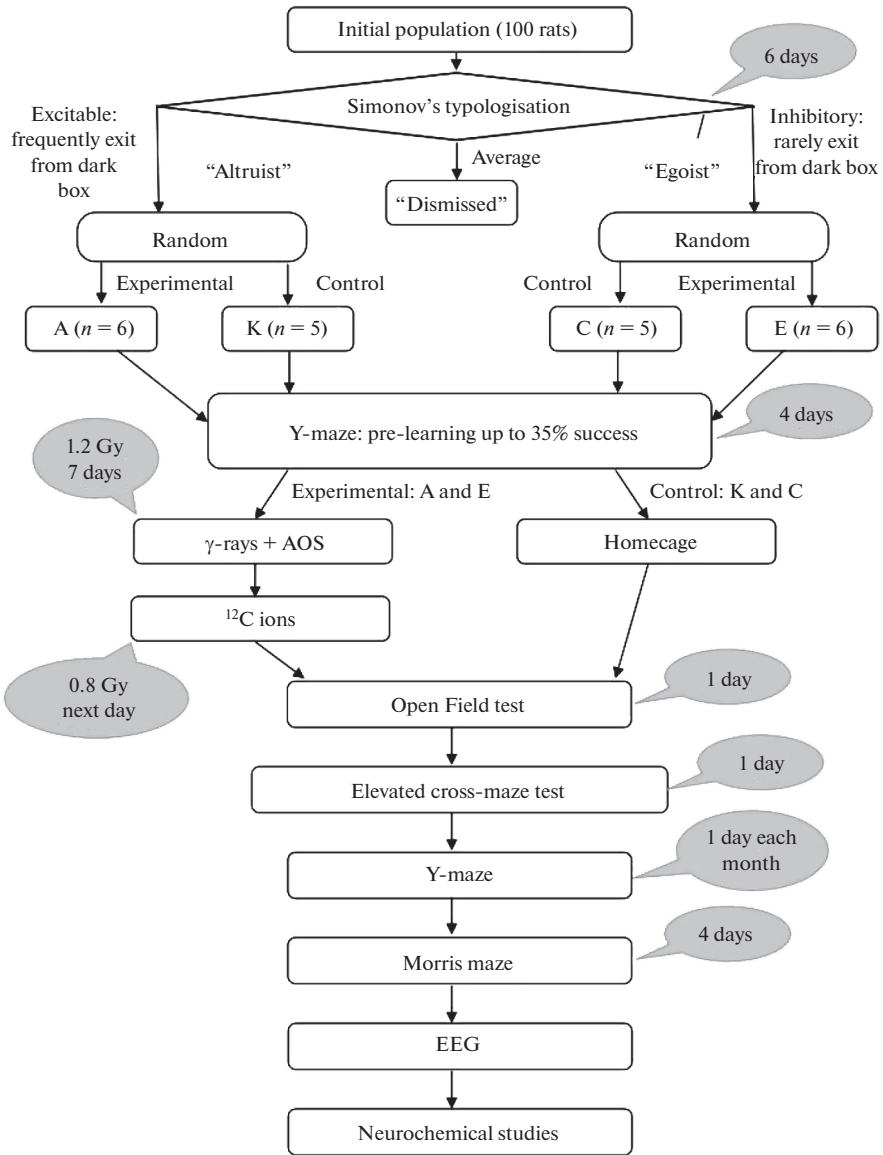 Initial population (100 rats)
6 days
Simonov's typologisation
Excitable:
frequently exit
from dark
box
"Altruist"
Average
"Dismissed"
"Egoist"
Inhibitory:
rarely exit
from dark box
Random
Random
Experimental
Control
Control
Experimental
A (n = 6)
K (n = 5)
C (n = 5)
E (n = 6)
Y-maze: pre-learning up to 35% success
4 days
1.2 Gy
7 days
Experimental: A and E
Control: K and C
γ-rays + AOS
Homecage
¹²C ions
0.8 Gy
next day
Open Field test
1 day
Elevated cross-maze test
1 day
Y-maze
1 day each
month
Morris maze
4 days
EEG
Neurochemical studies